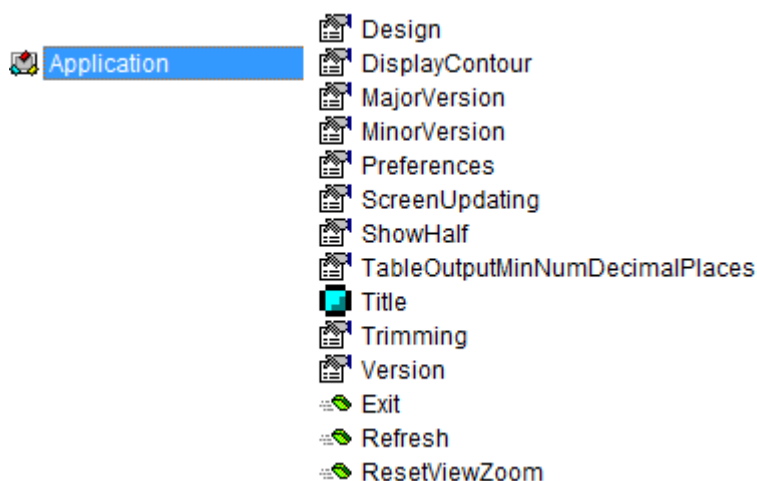 Design
Application
DisplayContour
MajorVersion
MinorVersion
Preferences
ScreenUpdating
ShowHalf
TableOutputMinNumDecimalPlaces
Title
Trimming
Version
Exit
Refresh
ResetViewZoom